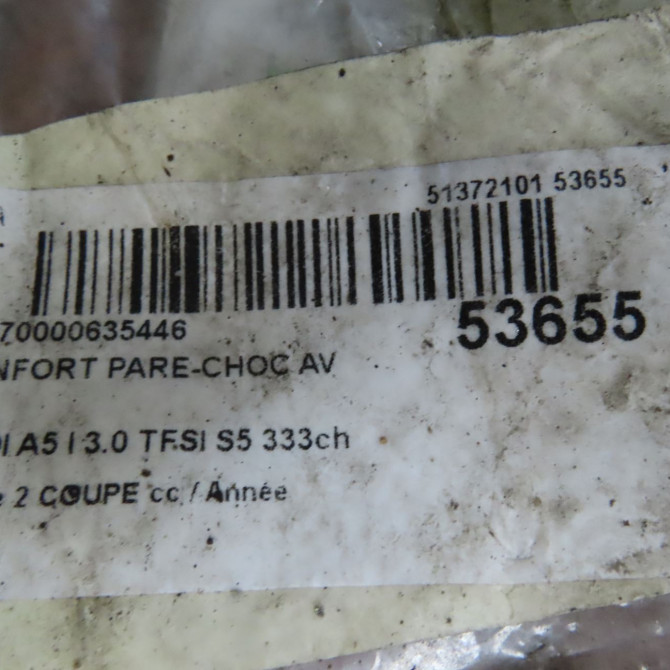 51372101 53655
70000635446
53655
NFORT PARE-CHOC AV
I A5 I 3.0 TFSI S5 333ch
e 2 COUPE cc / Année